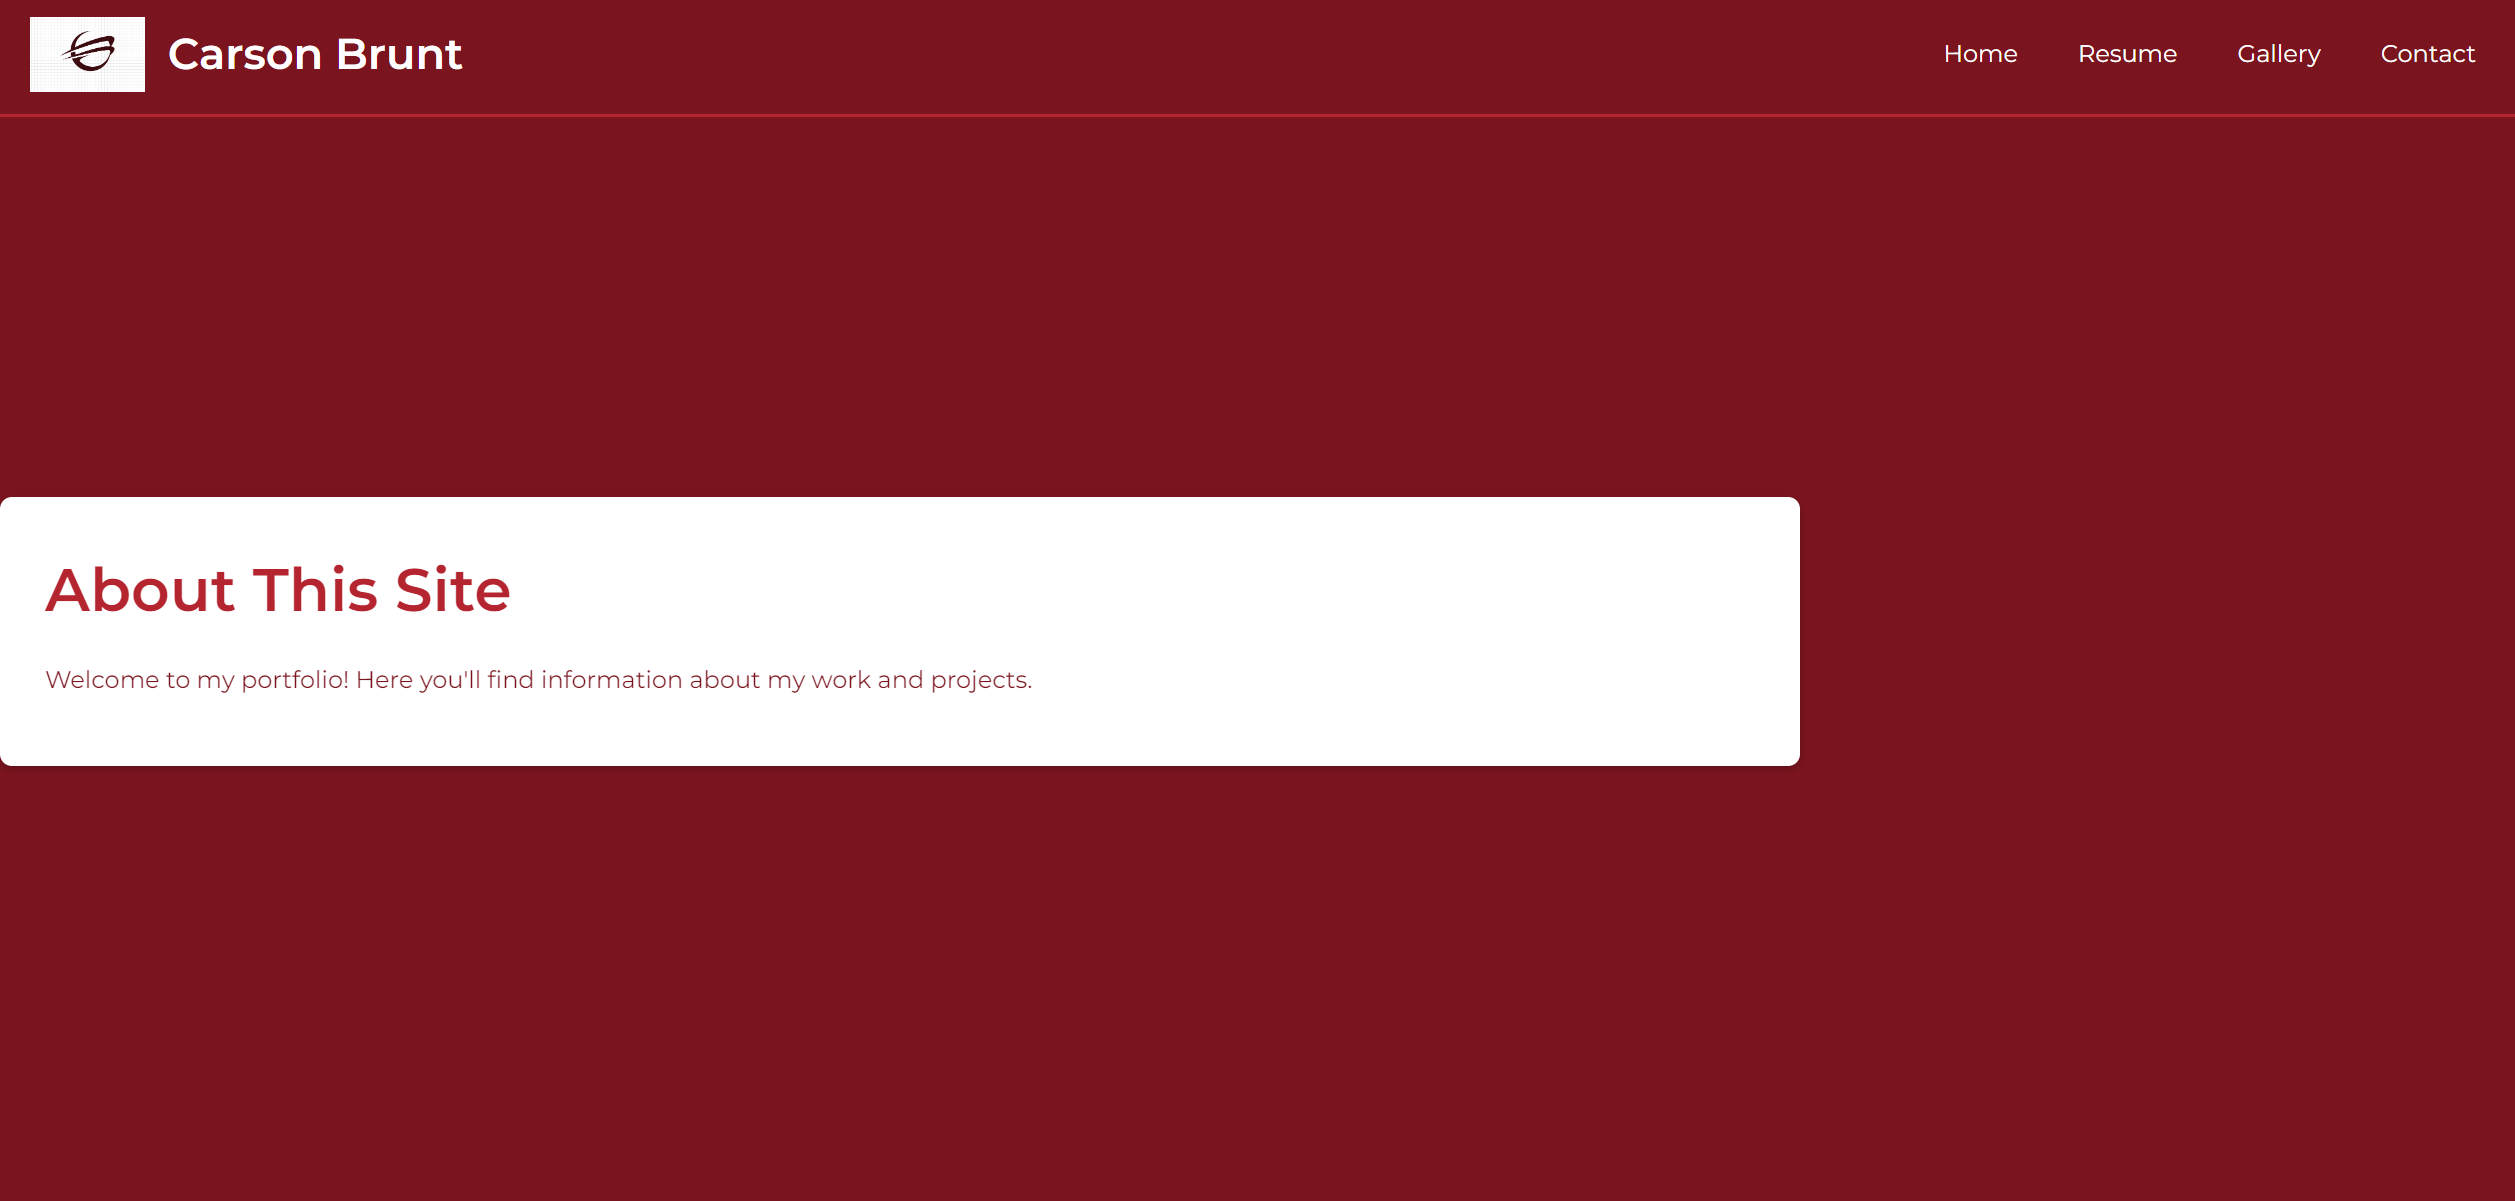 Carson Brunt
Home Resume Gallery Contact
About This Site
Welcome to my portfolio! Here you'll find information about my work and projects.